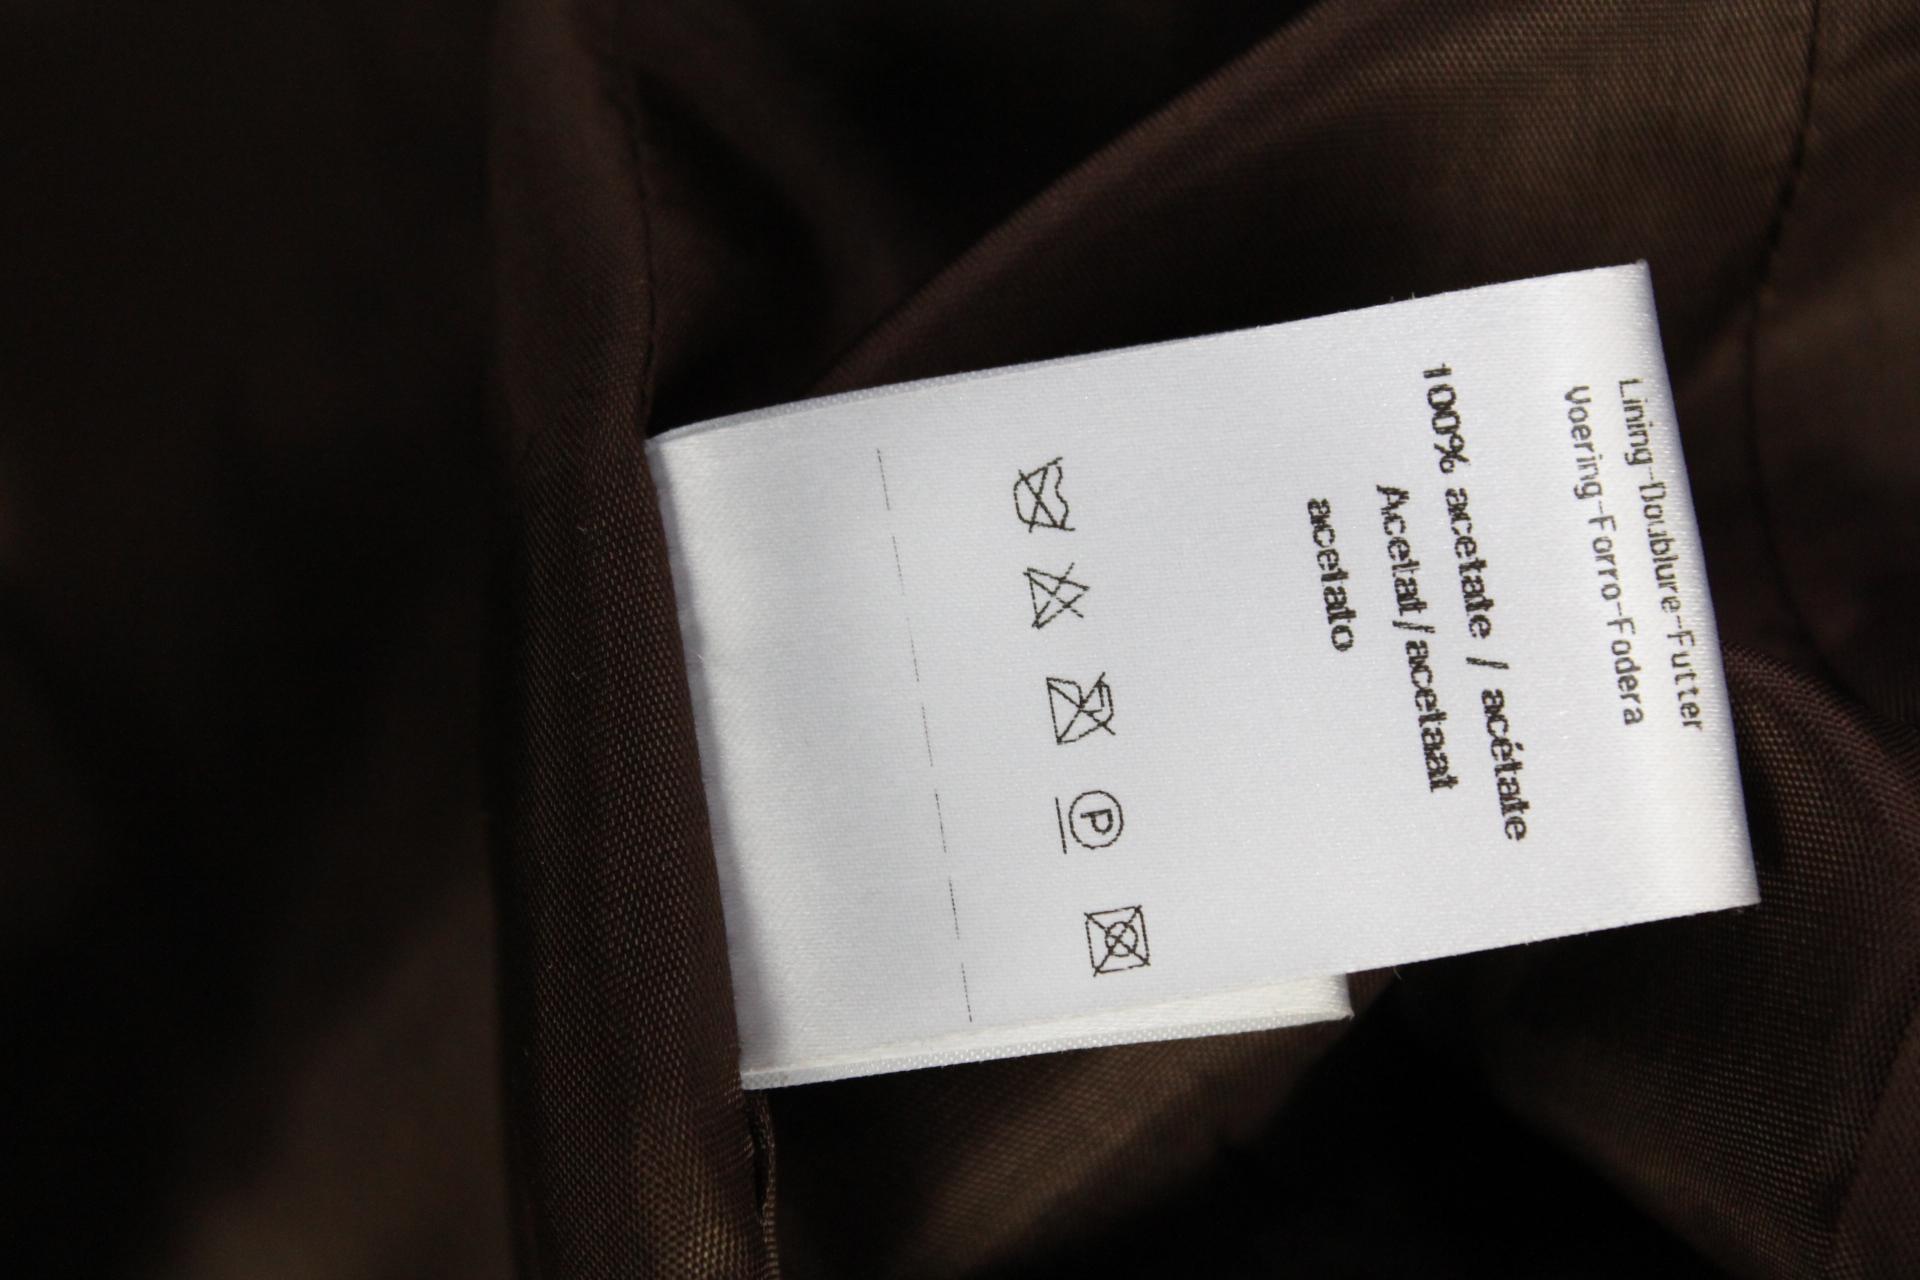 Lining-Doublure-Futter
Voering-Forro-Fodera
100% acetate / acétate
Acetat/acetaat
acetato
P